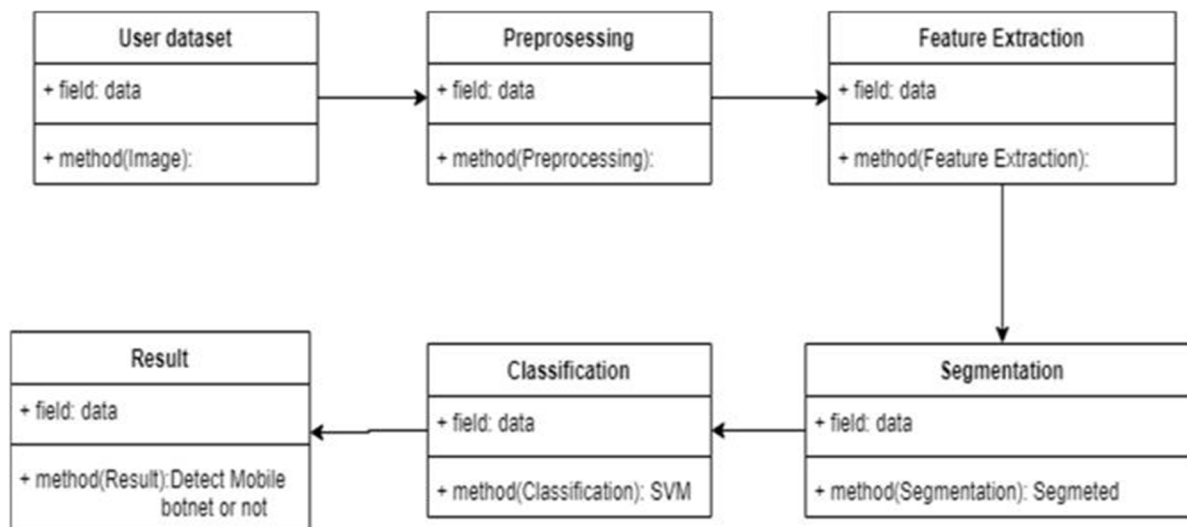 User dataset
+ field: data
+ method(Image):
Preprosessing
+ field: data
+ method(Preprocessing):
Feature Extraction
+ field: data
+ method(Feature Extraction):
Segmentation
+ field: data
+ method(Segmentation): Segmeted
Classification
+ field: data
+ method(Classification): SVM
Result
+ field: data
+ method(Result):Detect Mobile
botnet or not